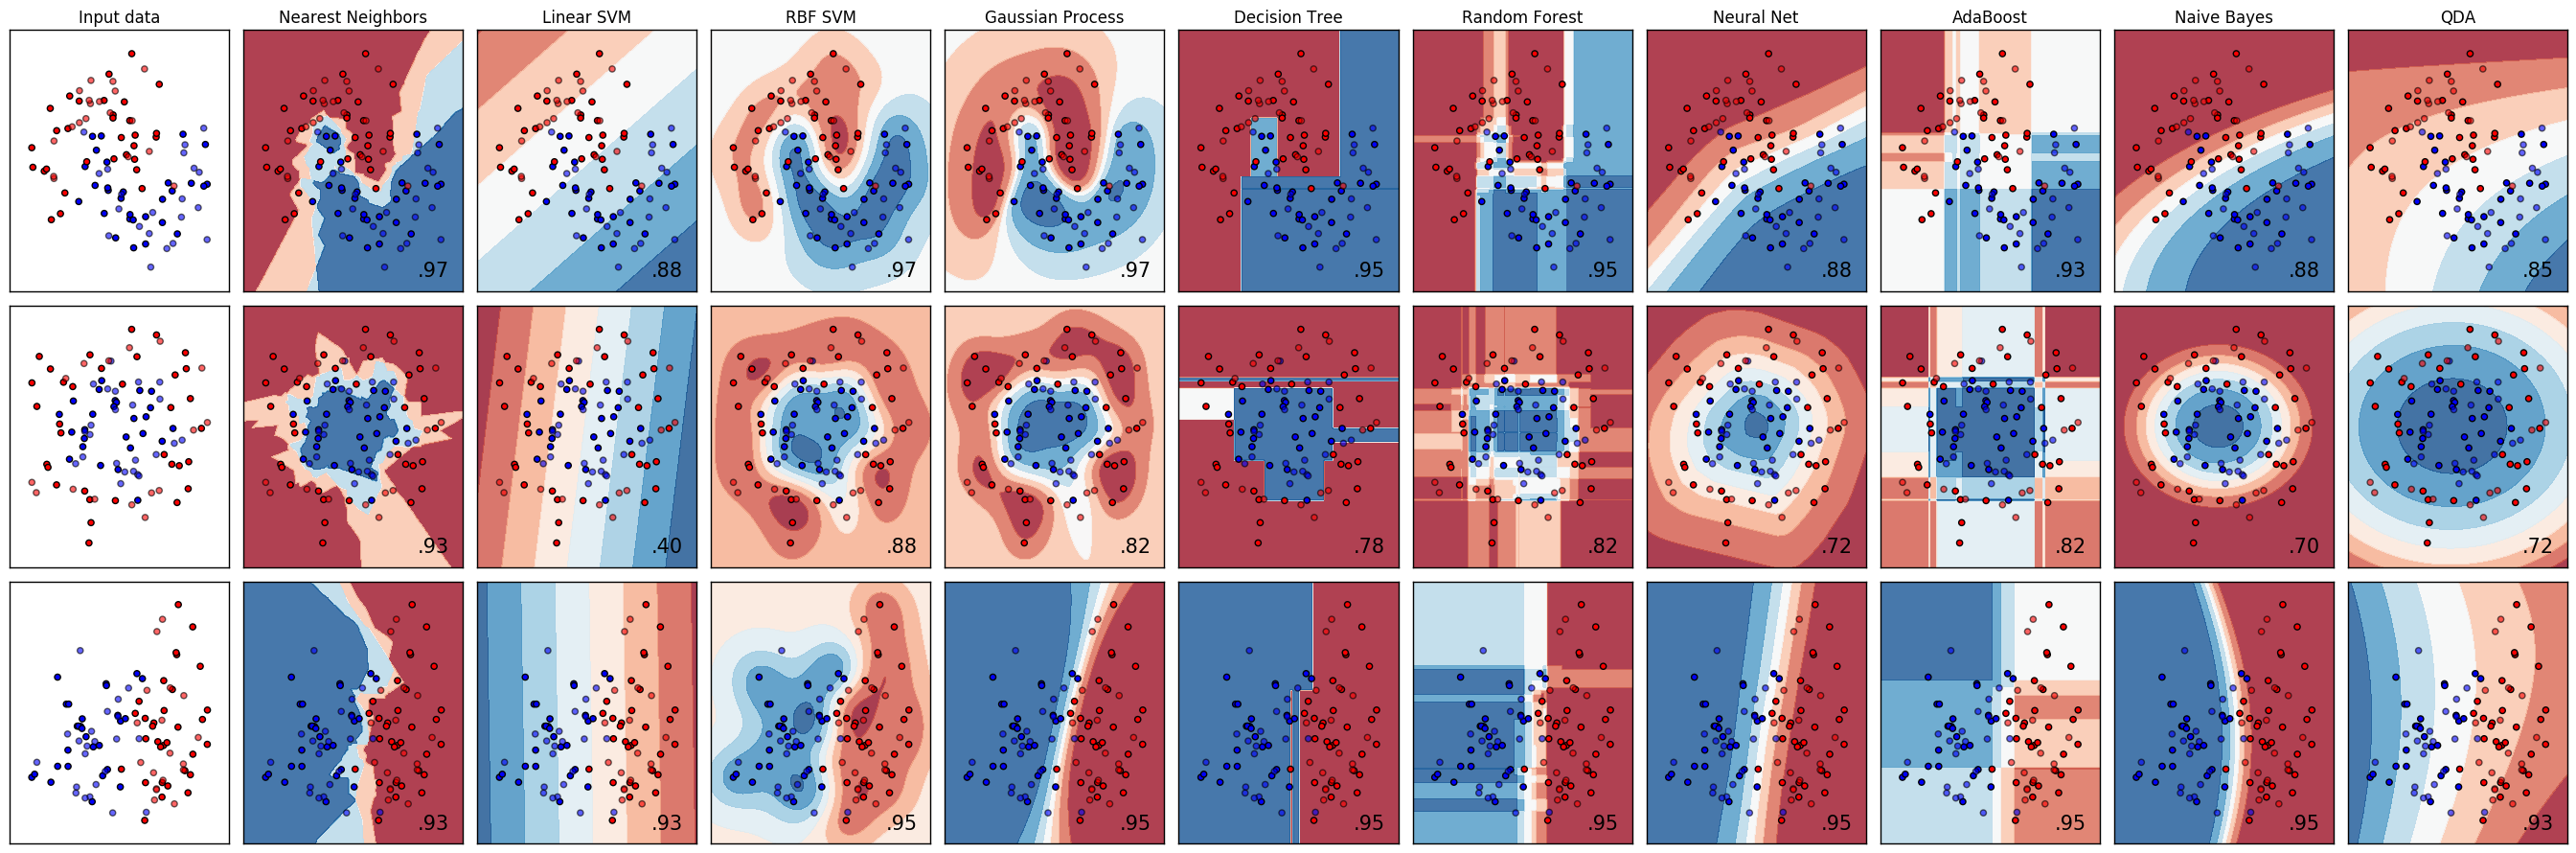 Input data
Nearest Neighbors
Linear SVM
RBF SVM
Gaussian Process
Decision Tree
Random Forest
Neural Net
AdaBoost
Naive Bayes
QDA
.97
.88
.97
.97
.95
.95
.88
.93
.88
.85
.93
.40
.88
.82
.78
.82
.72
.82
.70
.72
.93
.93
.95
.95
.95
.95
.95
.95
.95
.93